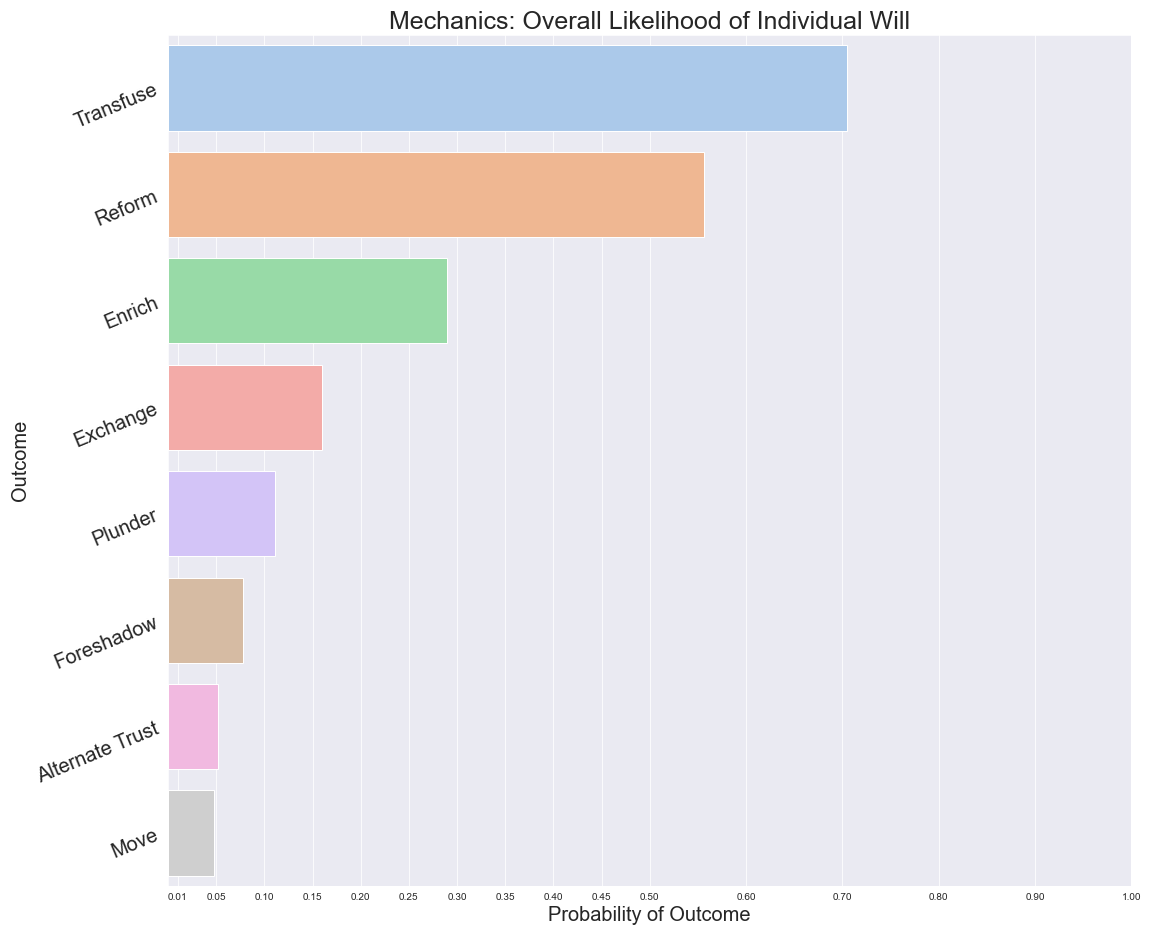 Mechanics: Overall Likelihood of Individual Will
Transfuse
Reform
Enrich
Exchange
Plunder
Foreshadow
Alternate Trust
Move
Outcome
0.01 0.05 0.10 0.15 0.20 0.25 0.30 0.35 0.40 0.45 0.50 0.60 0.70 0.80 0.90 1.00
Probability of Outcome